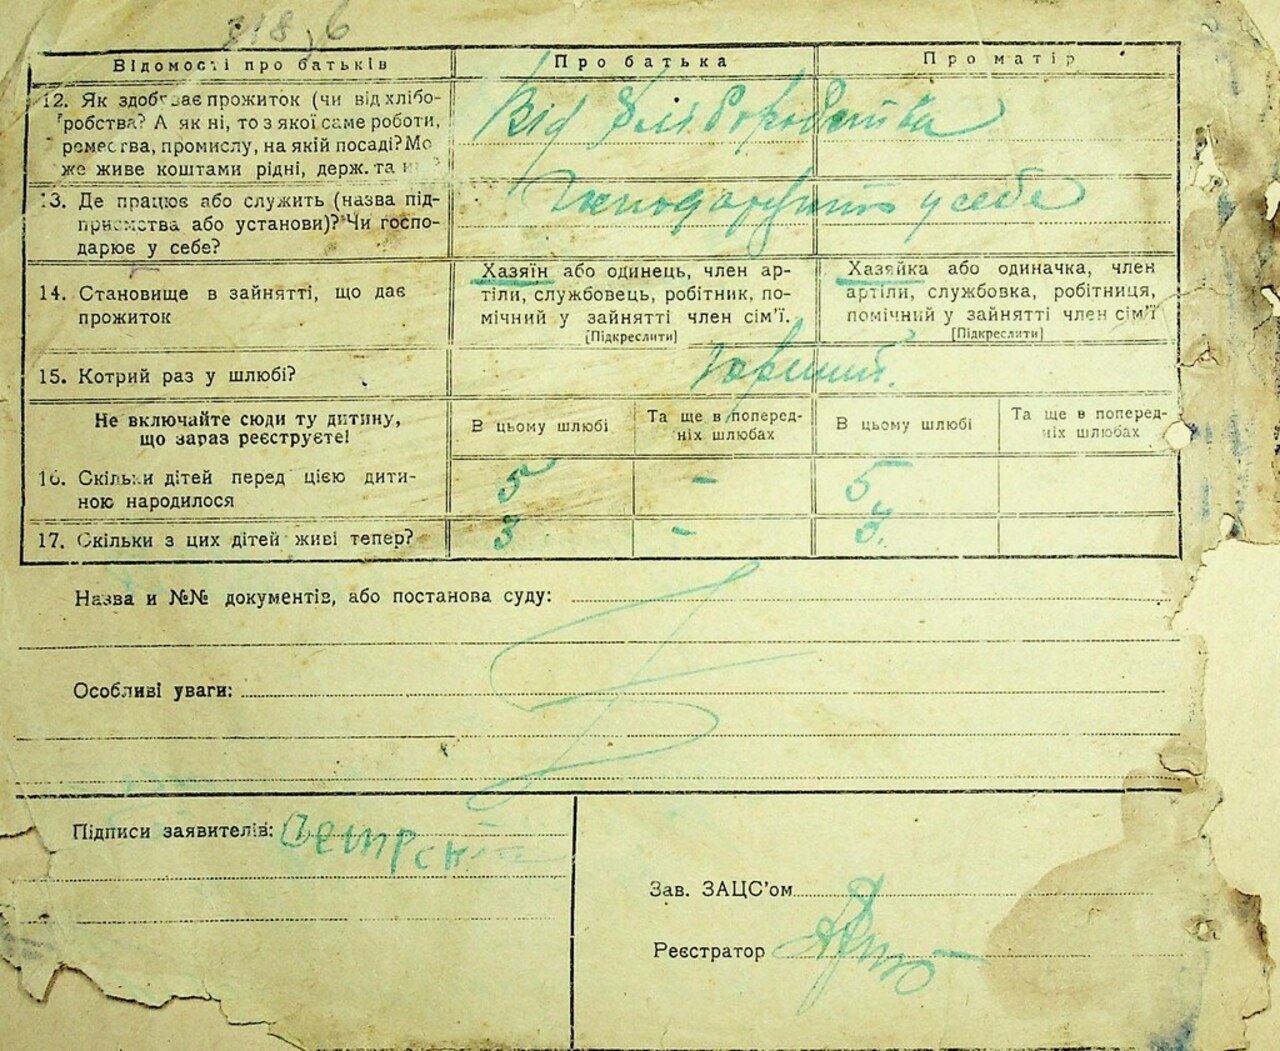 318, 6
Відомості про батьків
Про батька
Про матір
12. Як здобуває прожиток (чи від хлібо-
робства? А як ні, то з якої саме роботи,
ремества, промислу, на якій посаді? Мо
же живе коштами рідні, держ. та
Від хліборобства
13. Де працює або служить (назва під-
приємства або установи)? Чи госпо-
дарює у себе?
господарують у себе
14. Становище в зайнятті, що дає
прожиток
Хазяїн або одинець, член ар-
тілі, службовець, робітник, по-
мічний у зайнятті член сім'ї.
[Підкреслити]
Хазяйка або одиначка, член
артіли, службовка, робітниця,
помічний у зайнятті член сім'ї
[Підкреслити]
15. Котрий раз у шлюбі?
Перший.
Не включайте сюди ту дитину,
що зараз реєструєте!
В цьому шлюбі
Та ще в поперед-
ніх шлюбах
В цьому шлюбі
Та ще в поперед-
ніх шлюбах
16. Скільки дітей перед цією дити-
ною народилося
5 - 5
17. Скільки з цих дітей живі тепер?
3 - 3.
Назва и №№ документів, або постанова суду:
Особливі уваги:
Підписи заявителів:
Зав. ЗАЦС'ом
Реєстратор